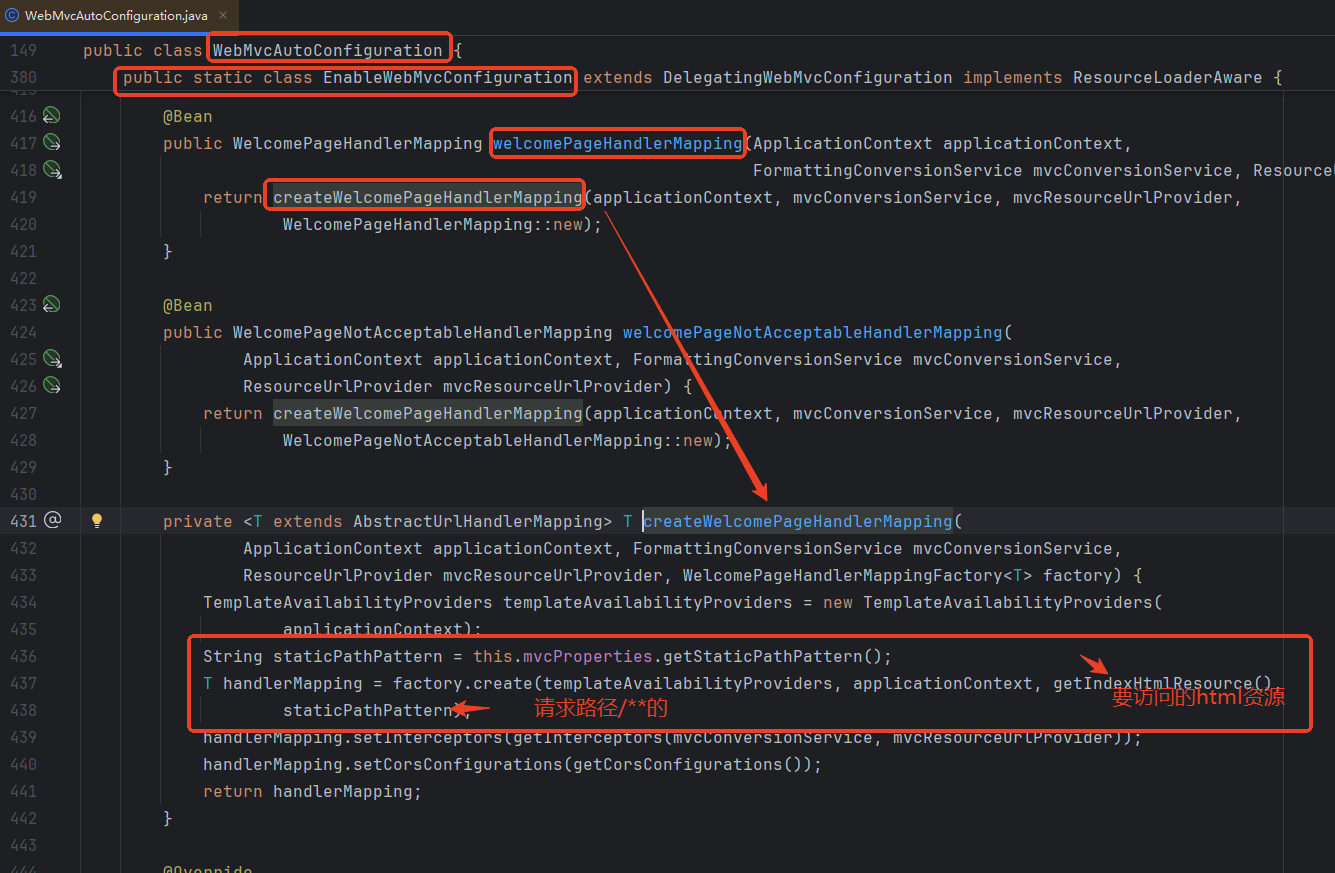 WebMvcAutoConfiguration.java
149 public class WebMvcAutoConfiguration {
380 public static class EnableWebMvcConfiguration extends DelegatingWebMvcConfiguration implements ResourceLoaderAware {
416 @Bean
417 public WelcomePageHandlerMapping welcomePageHandlerMapping(ApplicationContext applicationContext,
418 FormattingConversionService mvcConversionService, Resource
419 return createWelcomePageHandlerMapping(applicationContext, mvcConversionService, mvcResourceUrlProvider,
420 WelcomePageHandlerMapping::new);
421 }
422
423 @Bean
424 public WelcomePageNotAcceptableHandlerMapping welcomePageNotAcceptableHandlerMapping(
425 ApplicationContext applicationContext, FormattingConversionService mvcConversionService,
426 ResourceUrlProvider mvcResourceUrlProvider) {
427 return createWelcomePageHandlerMapping(applicationContext, mvcConversionService, mvcResourceUrlProvider,
428 WelcomePageNotAcceptableHandlerMapping::new);
429 }
430
431 private <T extends AbstractUrlHandlerMapping> T createWelcomePageHandlerMapping(
432 ApplicationContext applicationContext, FormattingConversionService mvcConversionService,
433 ResourceUrlProvider mvcResourceUrlProvider, WelcomePageHandlerMappingFactory<T> factory) {
434 TemplateAvailabilityProviders templateAvailabilityProviders = new TemplateAvailabilityProviders(
435 applicationContext);
436 String staticPathPattern = this.mvcProperties.getStaticPathPattern();
437 T handlerMapping = factory.create(templateAvailabilityProviders, applicationContext, getIndexHtmlResource(),
要访问的html资源
438 staticPathPattern); 请求路径/**的
439 handlerMapping.setInterceptors(getInterceptors(mvcConversionService, mvcResourceUrlProvider));
440 handlerMapping.setCorsConfigurations(getCorsConfigurations());
441 return handlerMapping;
442 }
443
444 @Override